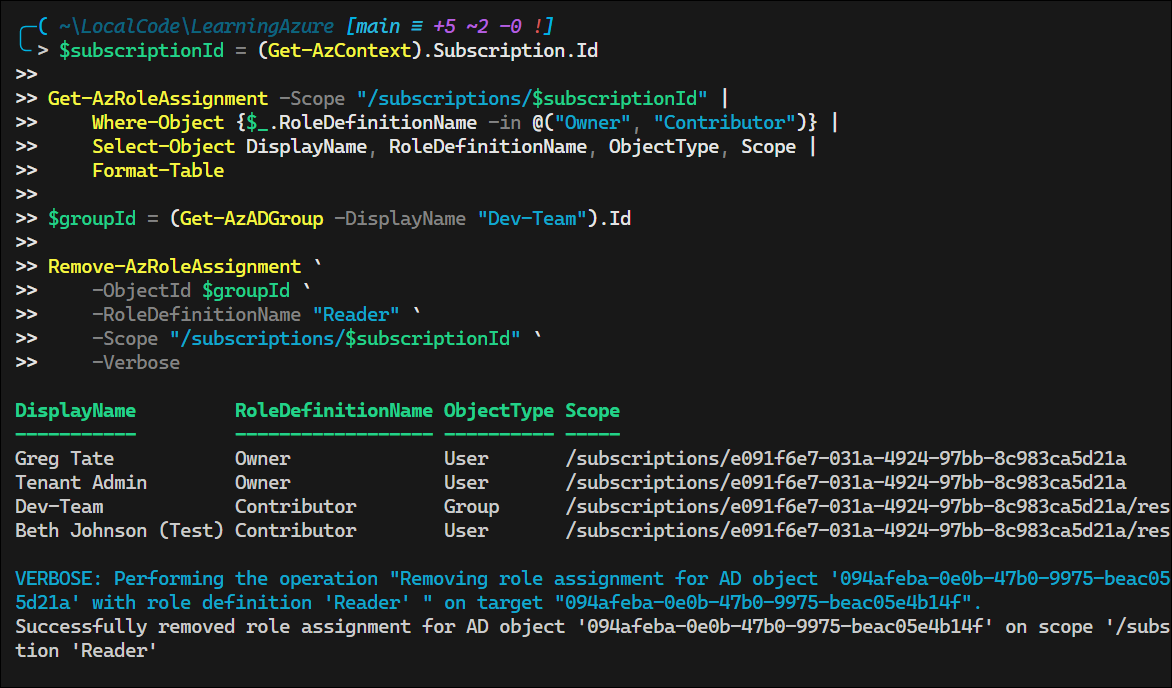 ( ~\LocalCode\LearningAzure [main ≡ +5 ~2 -0 !]
> $subscriptionId = (Get-AzContext).Subscription.Id
>>
>> Get-AzRoleAssignment -Scope "/subscriptions/$subscriptionId" |
>>     Where-Object {$_.RoleDefinitionName -in @("Owner", "Contributor")} |
>>     Select-Object DisplayName, RoleDefinitionName, ObjectType, Scope |
>>     Format-Table
>>
>> $groupId = (Get-AzADGroup -DisplayName "Dev-Team").Id
>>
>> Remove-AzRoleAssignment `
>>     -ObjectId $groupId `
>>     -RoleDefinitionName "Reader" `
>>     -Scope "/subscriptions/$subscriptionId" `
>>     -Verbose

DisplayName         RoleDefinitionName ObjectType Scope
-----------         ------------------ ---------- -----
Greg Tate           Owner              User       /subscriptions/e091f6e7-031a-4924-97bb-8c983ca5d21a
Tenant Admin        Owner              User       /subscriptions/e091f6e7-031a-4924-97bb-8c983ca5d21a
Dev-Team            Contributor        Group      /subscriptions/e091f6e7-031a-4924-97bb-8c983ca5d21a/res
Beth Johnson (Test) Contributor        User       /subscriptions/e091f6e7-031a-4924-97bb-8c983ca5d21a/res

VERBOSE: Performing the operation "Removing role assignment for AD object '094afeba-0e0b-47b0-9975-beac05
5d21a' with role definition 'Reader' " on target "094afeba-0e0b-47b0-9975-beac05e4b14f".
Successfully removed role assignment for AD object '094afeba-0e0b-47b0-9975-beac05e4b14f' on scope '/subs
tion 'Reader'